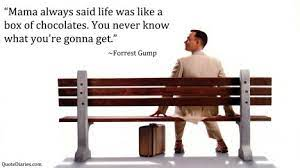 “Mama always said life was like a
box of chocolates. You never know
what you’re gonna get.”
~Forrest Gump
QuoteDiaries.com